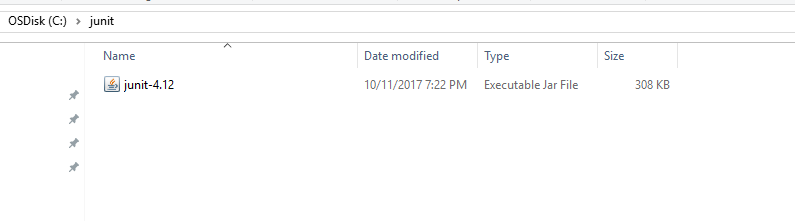 OSDisk (C:) > junit
Name Date modified Type Size
junit-4.12 10/11/2017 7:22 PM Executable Jar File 308 KB